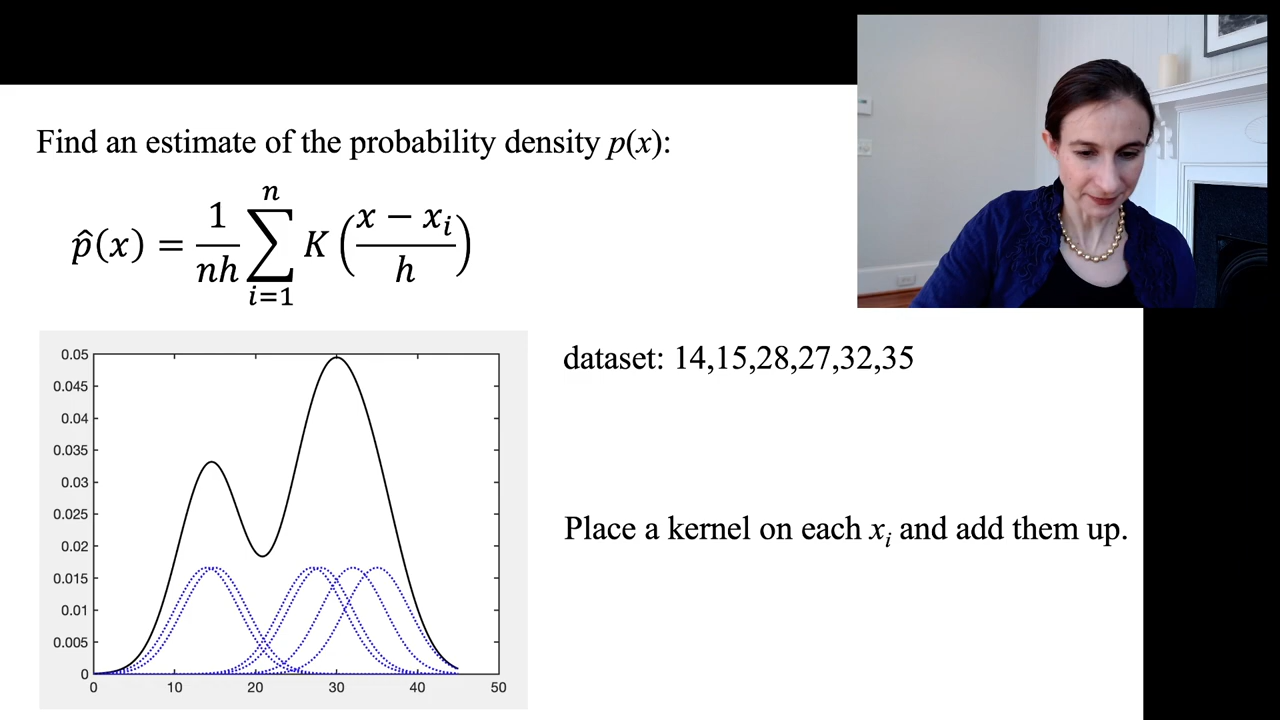 Find an estimate of the probability density p(x):
p̂(x) = 1/nh ∑ i=1 n K((x − xᵢ)/h)
dataset: 14,15,28,27,32,35
Place a kernel on each xᵢ and add them up.
0.05
0.045
0.04
0.035
0.03
0.025
0.02
0.015
0.01
0.005
0
0 10 20 30 40 50